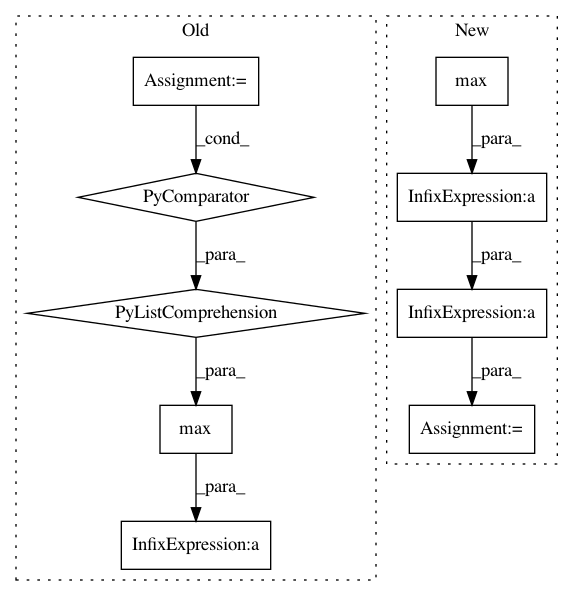 Old
New
Assignment:=
max
_cond_
_para_
PyComparator
InfixExpression:a
_para_
_para_
PyListComprehension
InfixExpression:a
_para_
_para_
max
Assignment:=
_para_
InfixExpression:a